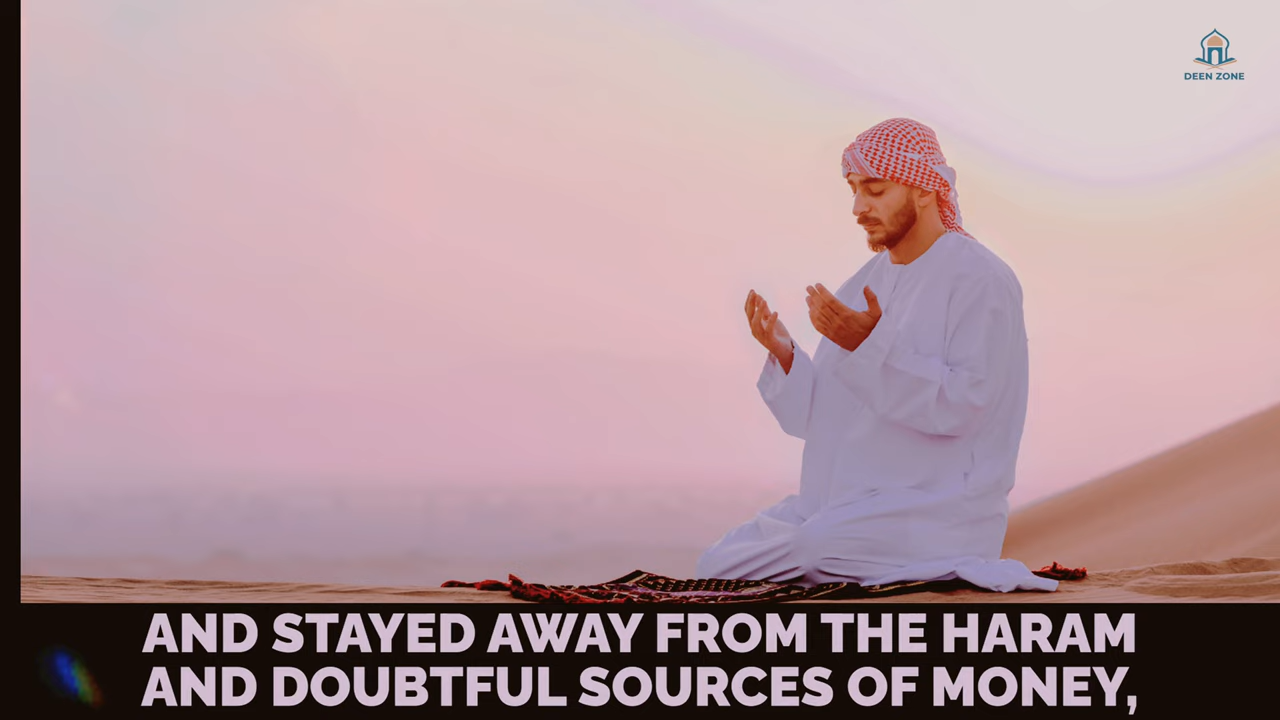 DEEN ZONE
AND STAYED AWAY FROM THE HARAM
AND DOUBTFUL SOURCES OF MONEY,